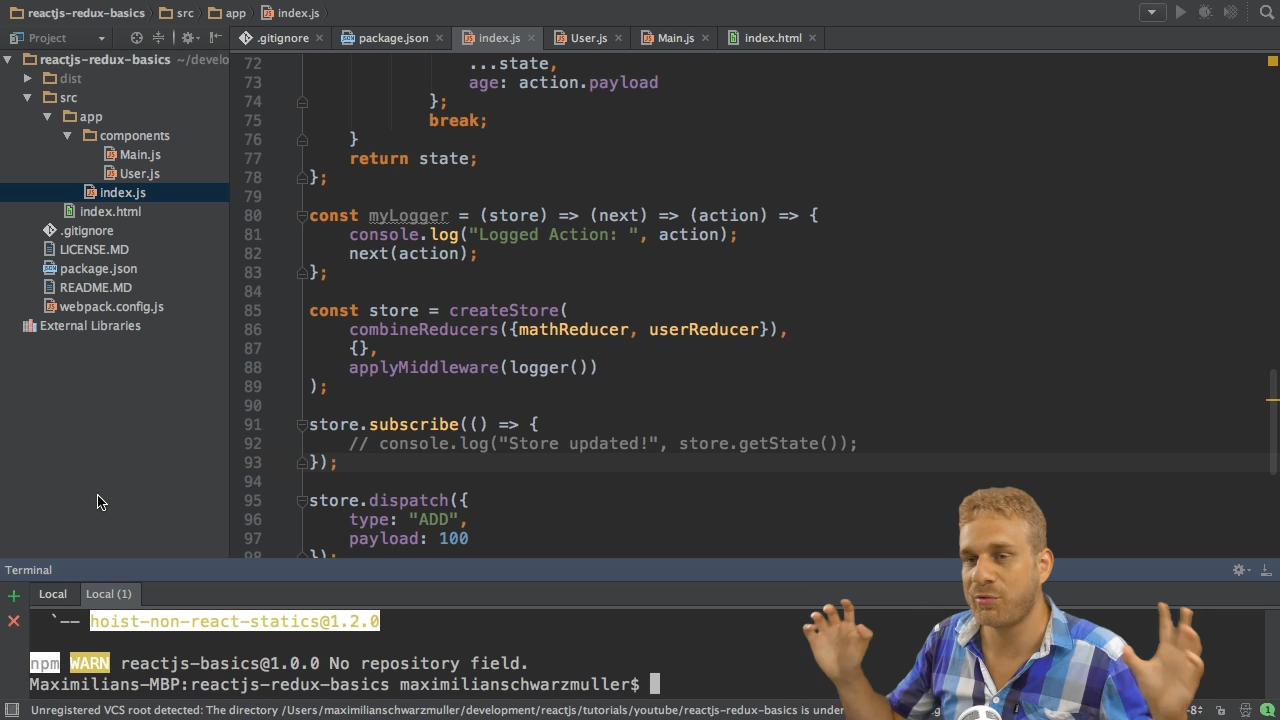 reactjs-redux-basics src app index.js
Project
.gitignore package.json index.js User.js Main.js index.html
reactjs-redux-basics ~/develo
dist
src
app
components
Main.js
User.js
index.js
index.html
.gitignore
LICENSE.MD
package.json
README.MD
webpack.config.js
External Libraries
72 ...state,
73 age: action.payload
74 };
75 break;
76 }
77 return state;
78 };
79
80 const myLogger = (store) => (next) => (action) => {
81 console.log("Logged Action: ", action);
82 next(action);
83 };
84
85 const store = createStore(
86 combineReducers({mathReducer, userReducer}),
87 {},
88 applyMiddleware(logger())
89 );
90
91 store.subscribe(() => {
92 // console.log("Store updated!", store.getState());
93 });
94
95 store.dispatch({
96 type: "ADD",
97 payload: 100
98 });
Terminal
Local Local (1)
`-- hoist-non-react-statics@1.2.0
npm WARN reactjs-basics@1.0.0 No repository field.
Maximilians-MBP:reactjs-redux-basics maximilianschwarzmuller$
Unregistered VCS root detected: The directory /Users/maximilianschwarzmuller/development/reactjs/tutorials/youtube/reactjs-redux-basics is under